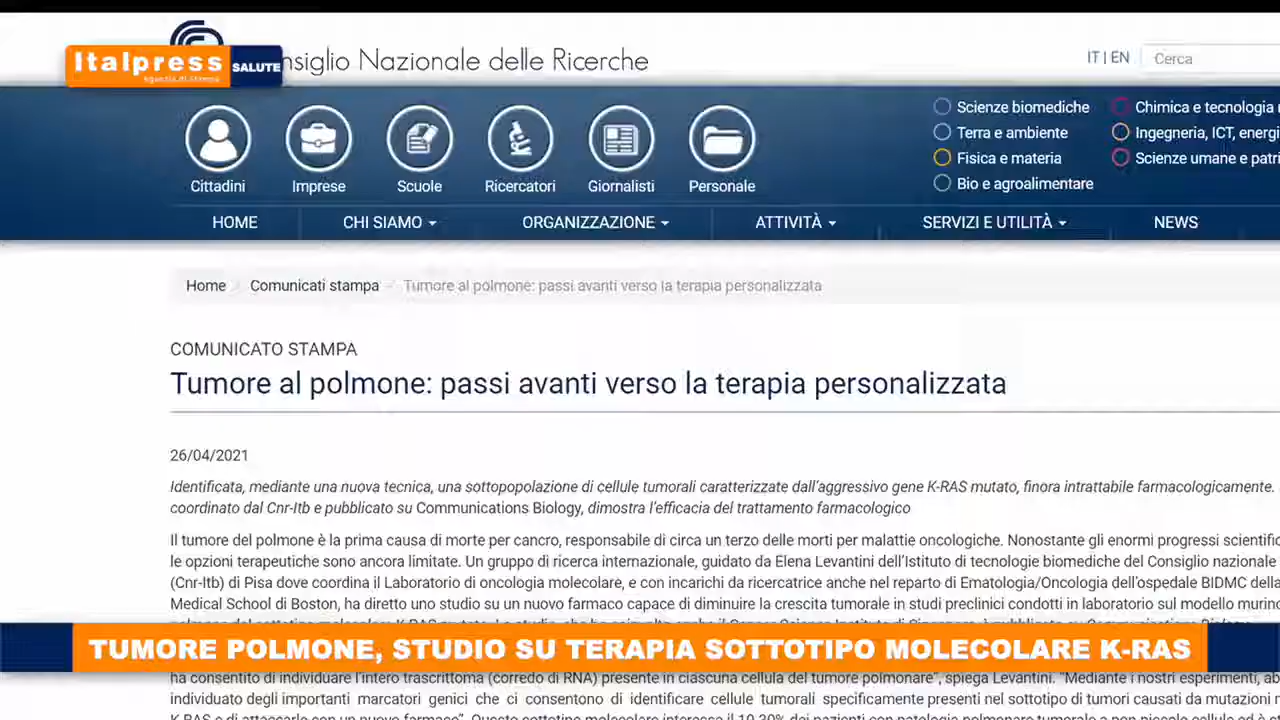 Italpress
agenzia di stampa
SALUTE
nsiglio Nazionale delle Ricerche
IT | EN
Cerca
Cittadini
Imprese
Scuole
Ricercatori
Giornalisti
Personale
Scienze biomediche
Terra e ambiente
Fisica e materia
Bio e agroalimentare
Chimica e tecnologia
Ingegneria, ICT, energi
Scienze umane e patri
HOME
CHI SIAMO
ORGANIZZAZIONE
ATTIVITÀ
SERVIZI E UTILITÀ
NEWS
Home / Comunicati stampa / Tumore al polmone: passi avanti verso la terapia personalizzata
COMUNICATO STAMPA
Tumore al polmone: passi avanti verso la terapia personalizzata
26/04/2021
Identificata, mediante una nuova tecnica, una sottopopolazione di cellule tumorali caratterizzate dall'aggressivo gene K-RAS mutato, finora intrattabile farmacologicamente.
coordinato dal Cnr-Itb e pubblicato su Communications Biology, dimostra l'efficacia del trattamento farmacologico
Il tumore del polmone è la prima causa di morte per cancro, responsabile di circa un terzo delle morti per malattie oncologiche. Nonostante gli enormi progressi scientific
le opzioni terapeutiche sono ancora limitate. Un gruppo di ricerca internazionale, guidato da Elena Levantini dell'Istituto di tecnologie biomediche del Consiglio nazionale
(Cnr-Itb) di Pisa dove coordina il Laboratorio di oncologia molecolare, e con incarichi da ricercatrice anche nel reparto di Ematologia/Oncologia dell'ospedale BIDMC della
Medical School di Boston, ha diretto uno studio su un nuovo farmaco capace di diminuire la crescita tumorale in studi preclinici condotti in laboratorio sul modello murino
TUMORE POLMONE, STUDIO SU TERAPIA SOTTOTIPO MOLECOLARE K-RAS
ha consentito di individuare l'intero trascrittoma (corredo di RNA) presente in ciascuna cellula del tumore polmonare", spiega Levantini. "Mediante i nostri esperimenti, ab
individuato degli importanti marcatori genici che ci consentono di identificare cellule tumorali specificamente presenti nel sottotipo di tumori causati da mutazioni